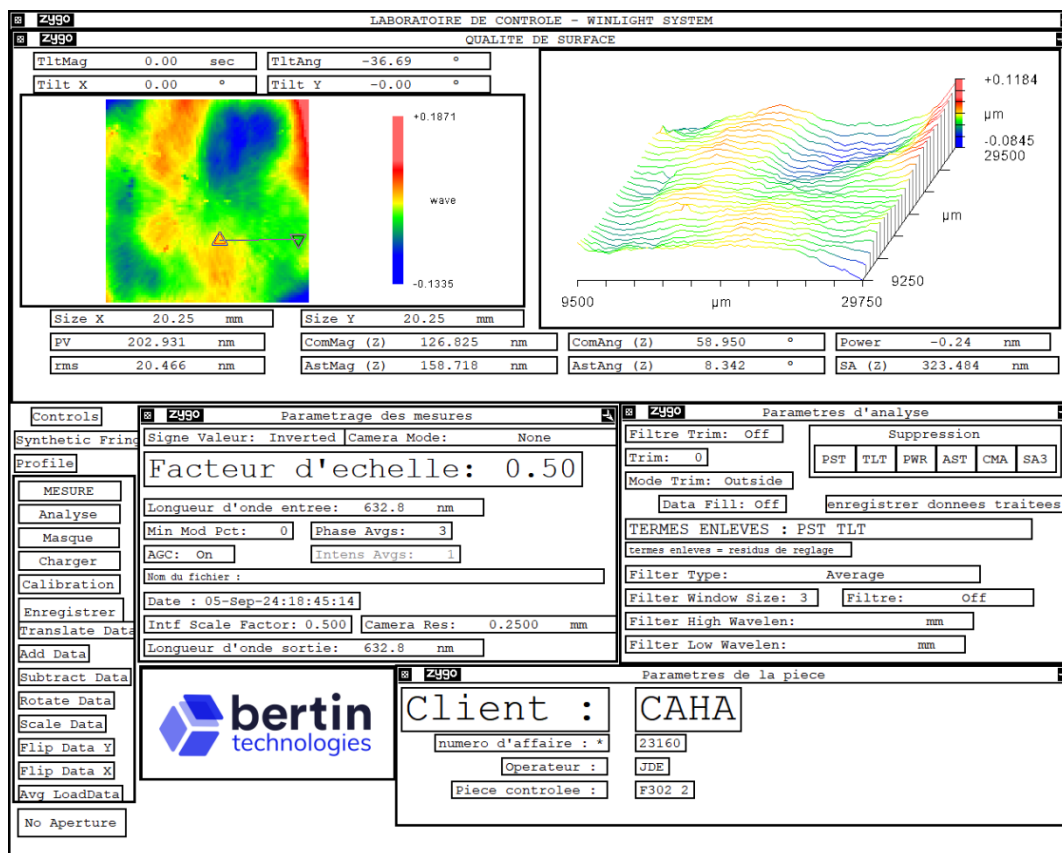 zygo LABORATOIRE DE CONTROLE - WINLIGHT SYSTEM
zygo QUALITE DE SURFACE
TltMag 0.00 sec TltAng -36.69 °
Tilt X 0.00 ° Tilt Y -0.00 °
+0.1871
wave
-0.1335
+0.1184
µm
-0.0845
29500
µm
9250
9500 µm 29750
Size X 20.25 mm Size Y 20.25 mm
PV 202.931 nm ComMag (Z) 126.825 nm ComAng (Z) 58.950 ° Power -0.24 nm
rms 20.466 nm AstMag (Z) 158.718 nm AstAng (Z) 8.342 ° SA (Z) 323.484 nm
Controls
Synthetic Fring
Profile
MESURE
Analyse
Masque
Charger
Calibration
Enregistrer
Translate Data
Add Data
Subtract Data
Rotate Data
Scale Data
Flip Data Y
Flip Data X
Avg LoadData
No Aperture
zygo Parametrage des mesures
Signe Valeur: Inverted Camera Mode: None
Facteur d'echelle: 0.50
Longueur d'onde entree: 632.8 nm
Min Mod Pct: 0 Phase Avgs: 3
AGC: On Intens Avgs: 1
Nom du fichier :
Date : 05-Sep-24:18:45:14
Intf Scale Factor: 0.500 Camera Res: 0.2500 mm
Longueur d'onde sortie: 632.8 nm
zygo Parametres d'analyse
Filtre Trim: Off Suppression
Trim: 0 PST TLT PWR AST CMA SA3
Mode Trim: Outside
Data Fill: Off enregistrer donnees traitees
TERMES ENLEVES : PST TLT
termes enleves = residus de reglage
Filter Type: Average
Filter Window Size: 3 Filtre: Off
Filter High Wavelen: mm
Filter Low Wavelen: mm
bertin
technologies
zygo Parametres de la piece
Client : CAHA
numero d'affaire : * 23160
Operateur : JDE
Piece controlee : F302 2